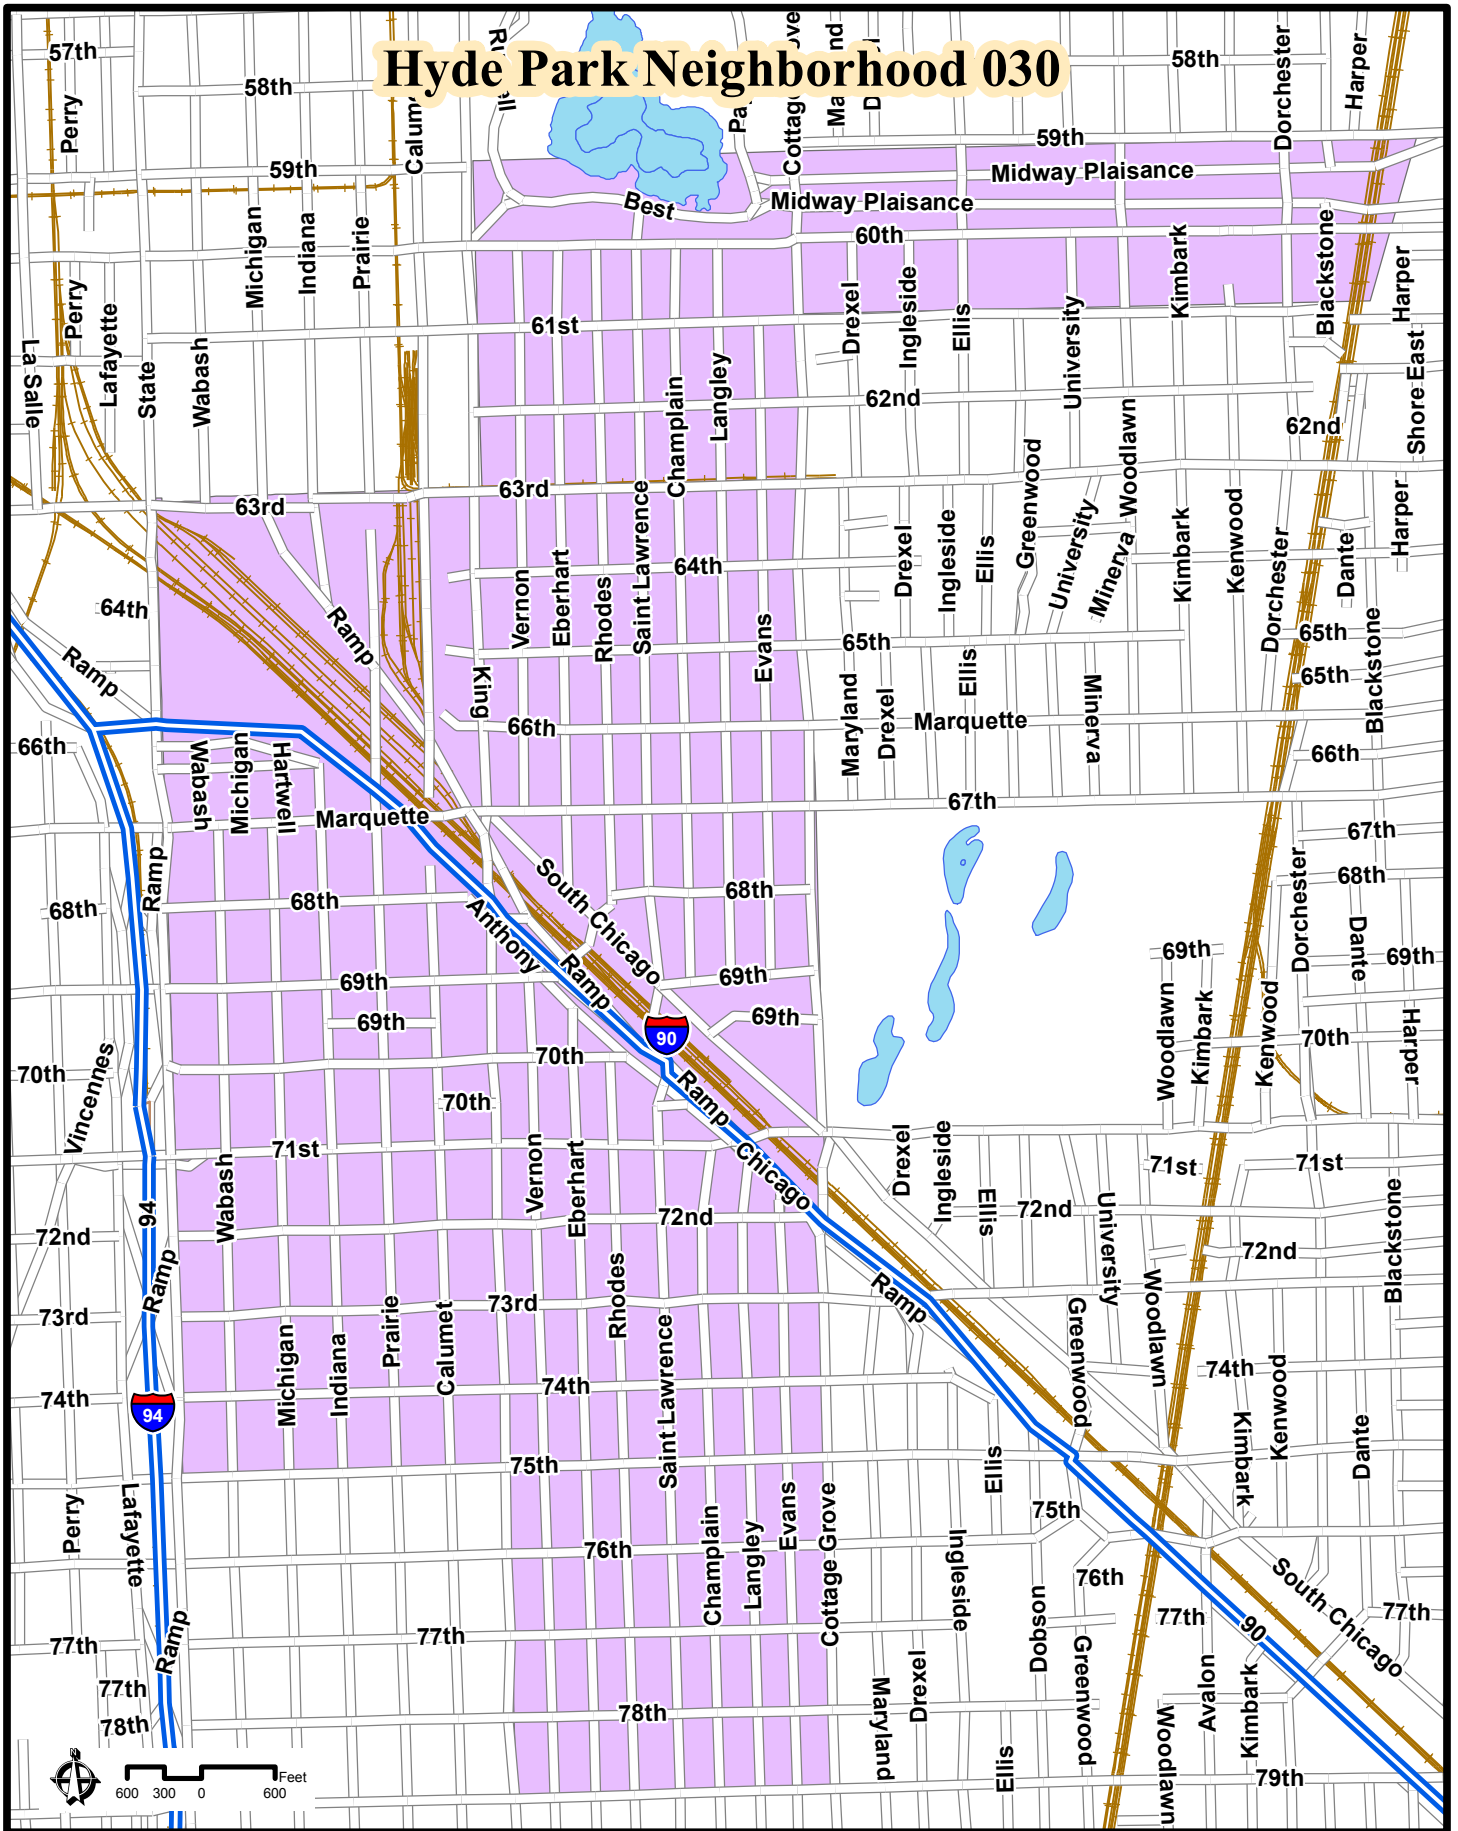 Hyde Park Neighborhood 030
57th
58th
58th
59th
59th
Perry
Dorchester
Harper
Midway Plaisance
Midway Plaisance
Best
60th
Michigan
Indiana
Prairie
Perry
Lafayette
Kimbark
Blackstone
Harper
Drexel
Ingleside
Ellis
University
61st
La Salle
State
Wabash
Champlain
Langley
62nd
62nd
Shore East
Greenwood
Woodlawn
63rd
63rd
Saint Lawrence
Drexel
Ingleside
Ellis
University
Minerva
Kimbark
Kenwood
Dorchester
Dante
Harper
64th
64th
Vernon
Eberhart
Rhodes
Evans
Ramp
Ramp
65th
65th
65th
Blackstone
King
Maryland
Drexel
Ellis
Minerva
66th
66th
66th
Marquette
Wabash
Michigan
Hartwell
Marquette
67th
67th
Ramp
South Chicago
68th
68th
68th
68th
Dorchester
Dante
Anthony
Ramp
69th
69th
69th
69th
69th
69th
90
Woodlawn
Kimbark
Kenwood
Harper
70th
70th
70th
70th
Vincennes
Ramp
71st
71st
71st
Chicago
Drexel
Ingleside
Ellis
Vernon
Eberhart
Wabash
72nd
72nd
72nd
72nd
University
Woodlawn
Blackstone
94
Ramp
Ramp
73rd
73rd
Rhodes
Michigan
Indiana
Prairie
Calumet
Saint Lawrence
Greenwood
74th
74th
74th
94
Kimbark
Kenwood
Dante
75th
75th
Ellis
Perry
Lafayette
Champlain
Langley
Evans
Cottage Grove
Ingleside
76th
76th
South Chicago
77th
77th
77th
77th
77th
Ramp
Dobson
Greenwood
90
Avalon
Kimbark
Maryland
Drexel
Ellis
Woodlawn
78th
78th
79th
N
Feet
600 300 0 600